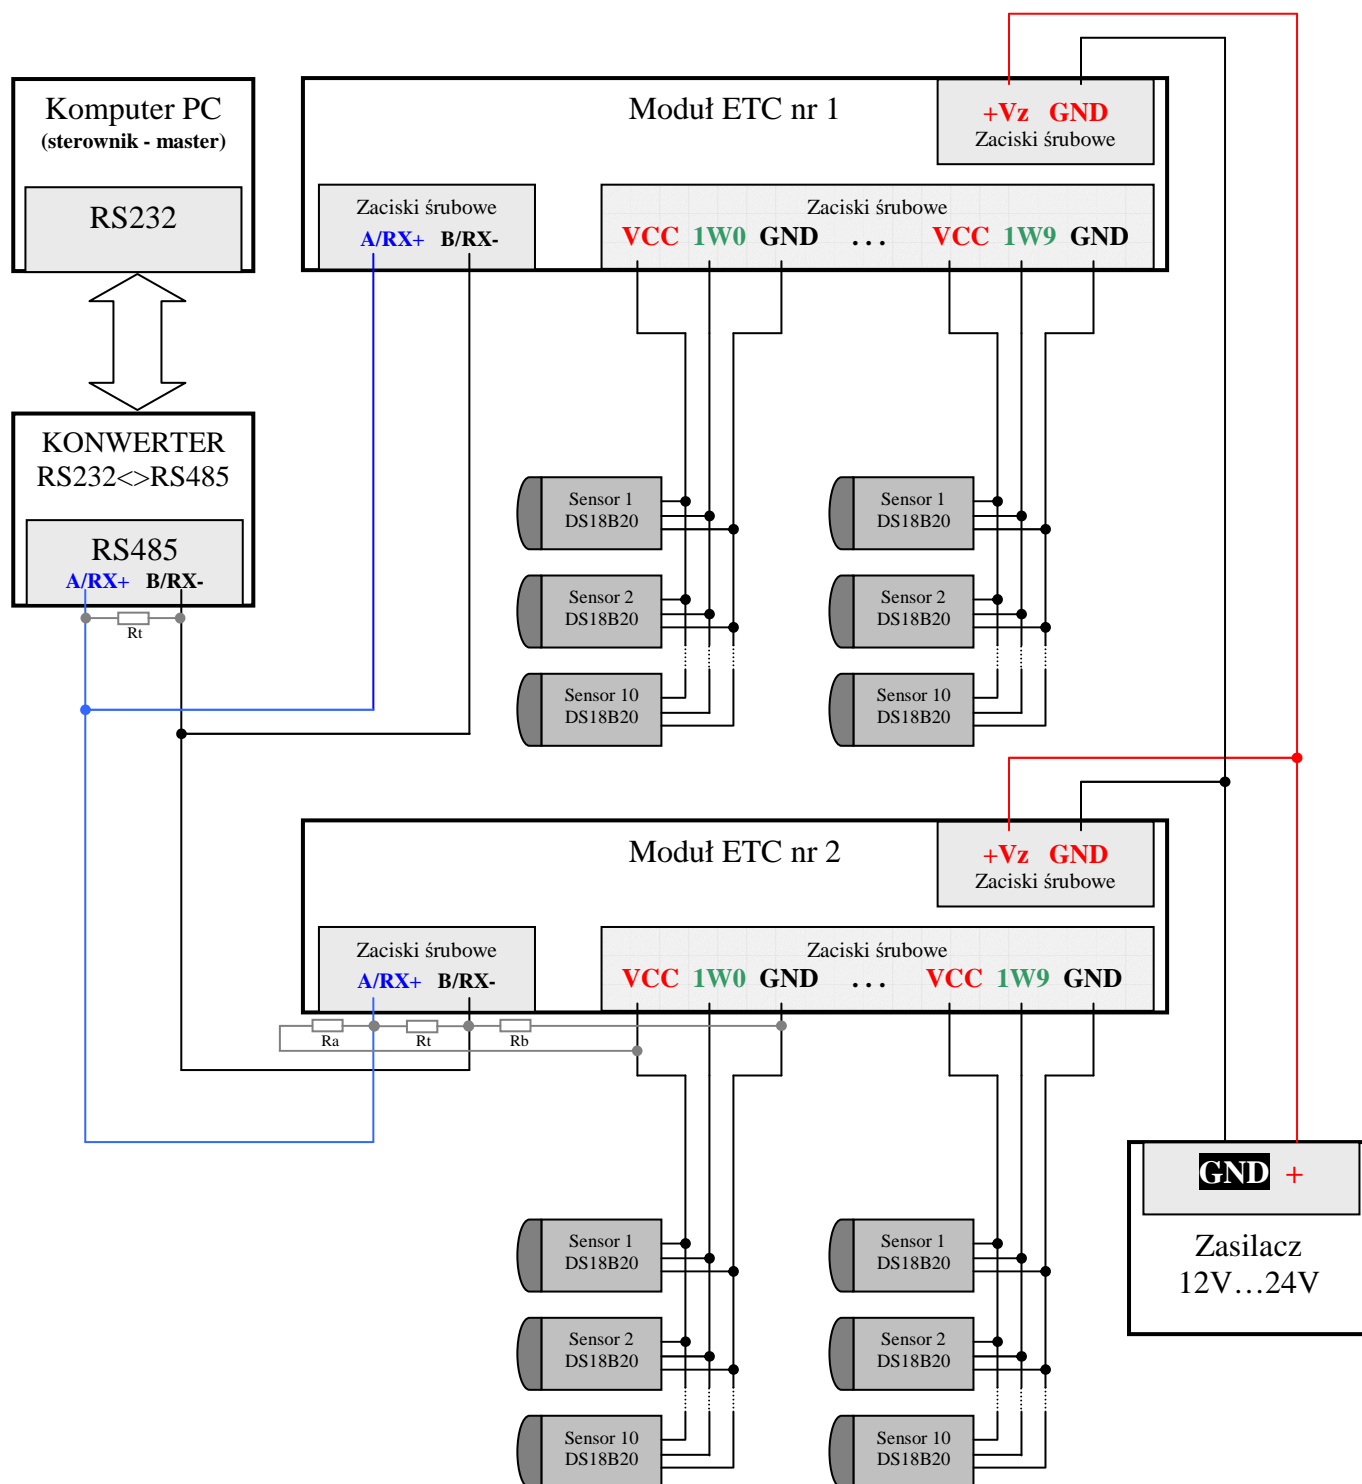 Komputer PC
(sterownik - master)
RS232
KONWERTER
RS232<>RS485
RS485
A/RX+ B/RX-
Rt
Moduł ETC nr 1
+Vz GND
Zaciski śrubowe
Zaciski śrubowe
A/RX+ B/RX-
Zaciski śrubowe
VCC 1W0 GND ... VCC 1W9 GND
Sensor 1
DS18B20
Sensor 2
DS18B20
Sensor 10
DS18B20
Sensor 1
DS18B20
Sensor 2
DS18B20
Sensor 10
DS18B20
Moduł ETC nr 2
+Vz GND
Zaciski śrubowe
Zaciski śrubowe
A/RX+ B/RX-
Zaciski śrubowe
VCC 1W0 GND ... VCC 1W9 GND
Ra Rt Rb
Sensor 1
DS18B20
Sensor 2
DS18B20
Sensor 10
DS18B20
Sensor 1
DS18B20
Sensor 2
DS18B20
Sensor 10
DS18B20
GND +
Zasilacz
12V...24V